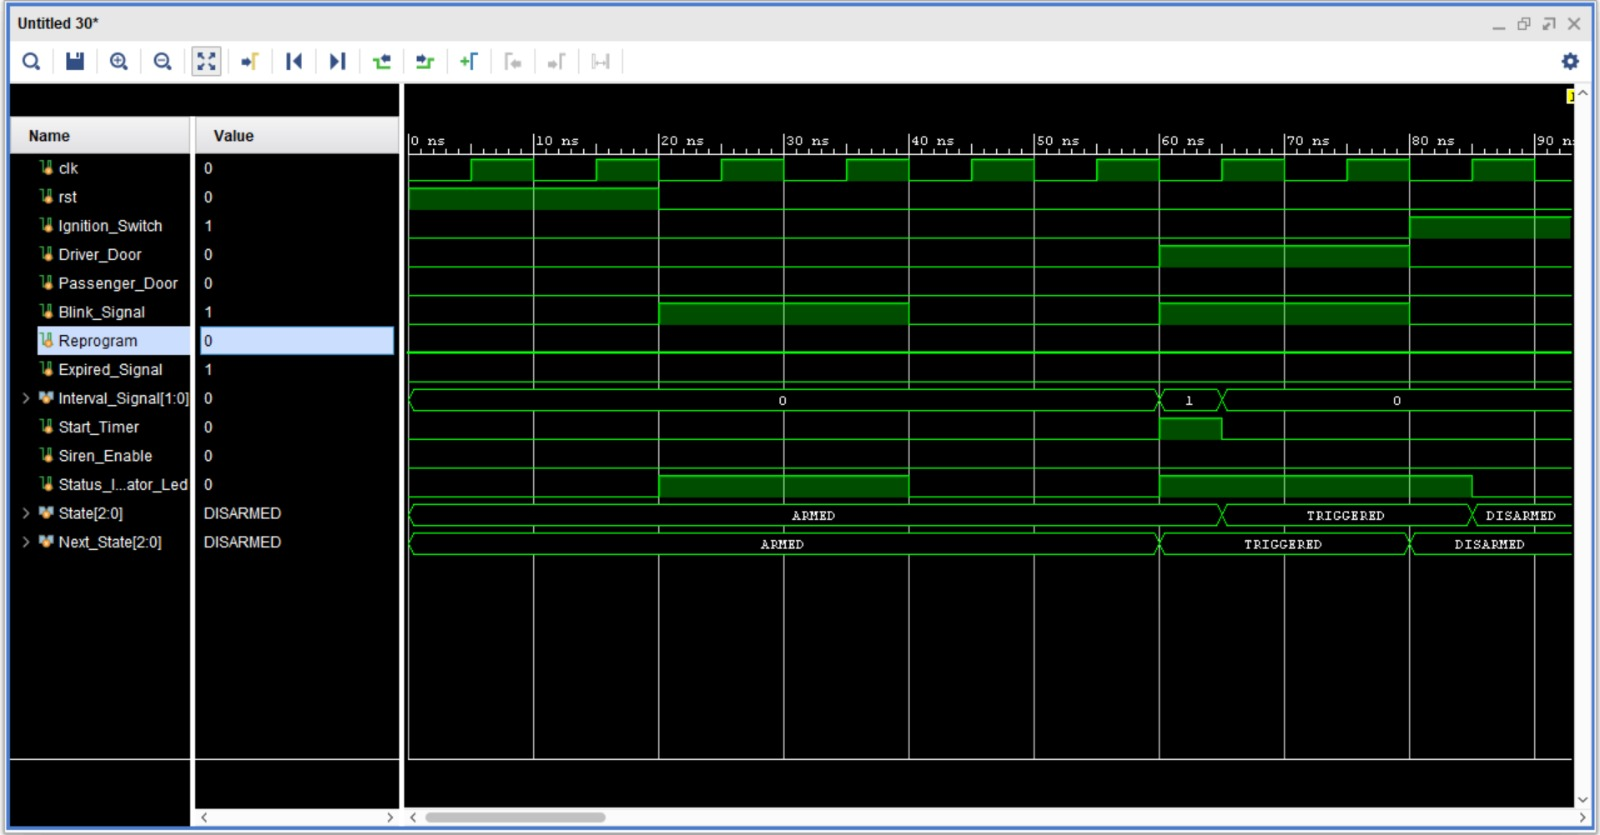 Untitled 30*
Name Value
0 ns 10 ns 20 ns 30 ns 40 ns 50 ns 60 ns 70 ns 80 ns 90
clk 0
rst 0
Ignition_Switch 1
Driver_Door 0
Passenger_Door 0
Blink_Signal 1
Reprogram 0
Expired_Signal 1
Interval_Signal[1:0] 0 0 1 0
Start_Timer 0
Siren_Enable 0
Status_I...ator_Led 0
State[2:0] DISARMED ARMED TRIGGERED DISARMED
Next_State[2:0] DISARMED ARMED TRIGGERED DISARMED